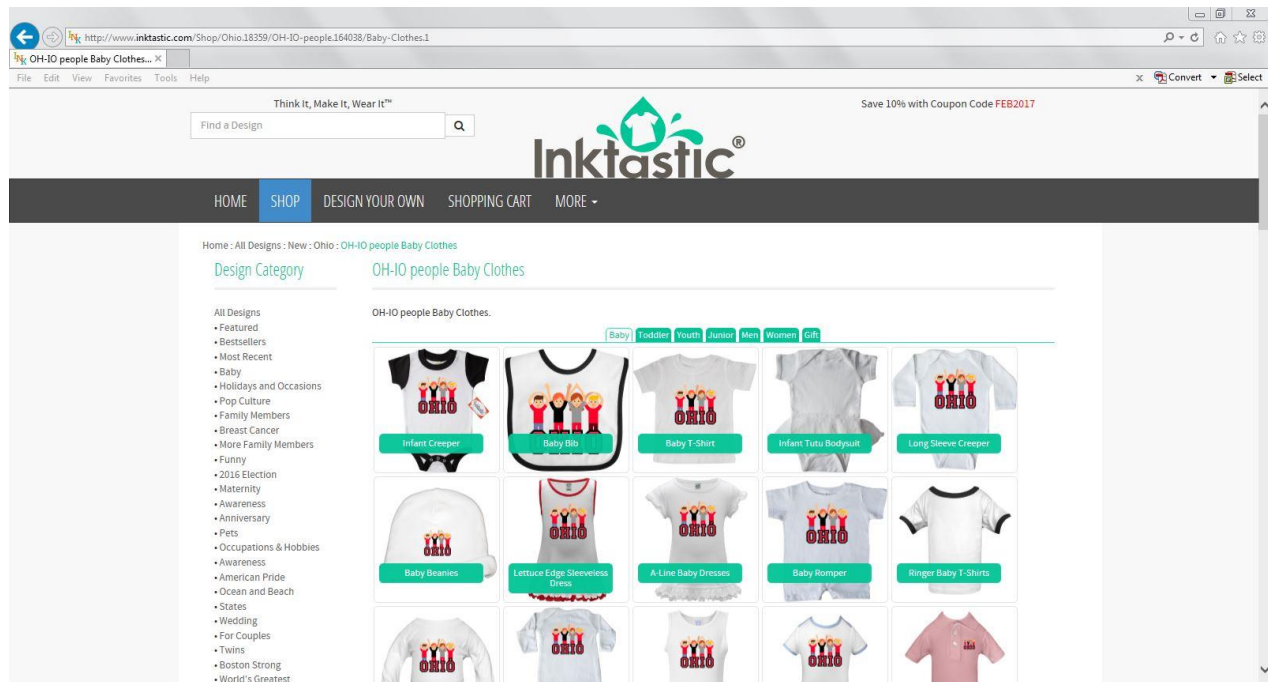 http://www.inktastic.com/Shop/Ohio.18359/OH-IO-people.164038/Baby-Clothes.1
OH-IO people Baby Clothes...
File Edit View Favorites Tools Help
Convert Select
Think It, Make It, Wear It™
Save 10% with Coupon Code FEB2017
Find a Design
Inktastic®
HOME SHOP DESIGN YOUR OWN SHOPPING CART MORE
Home : All Designs : New : Ohio : OH-IO people Baby Clothes
Design Category
OH-IO people Baby Clothes
All Designs
• Featured
• Bestsellers
• Most Recent
• Baby
• Holidays and Occasions
• Pop Culture
• Family Members
• Breast Cancer
• More Family Members
• Funny
• 2016 Election
• Maternity
• Awareness
• Anniversary
• Pets
• Occupations & Hobbies
• Awareness
• American Pride
• Ocean and Beach
• States
• Wedding
• For Couples
• Twins
• Boston Strong
• World's Greatest
OH-IO people Baby Clothes.
Baby Toddler Youth Junior Men Women Gift
OHIO OHIO OHIO
Infant Creeper Baby Bib Baby T-Shirt Infant Tutu Bodysuit Long Sleeve Creeper
OHIO OHIO OHIO OHIO
Baby Beanies Lettuce Edge Sleeveless Dress A-Line Baby Dresses Baby Romper Ringer Baby T-Shirts
OHIO OHIO OHIO OHIO